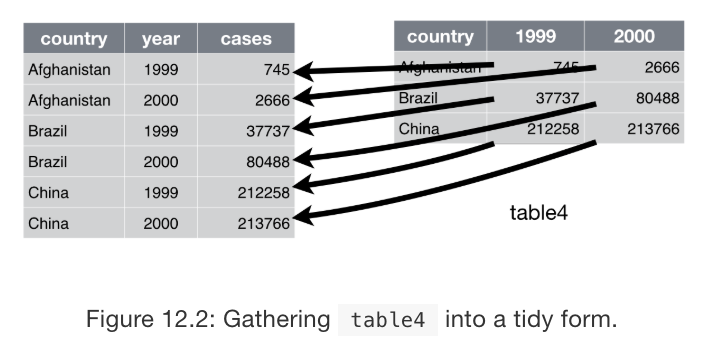 country year cases
Afghanistan 1999 745
Afghanistan 2000 2666
Brazil 1999 37737
Brazil 2000 80488
China 1999 212258
China 2000 213766
country 1999 2000
Afghanistan 745 2666
Brazil 37737 80488
China 212258 213766
table4
Figure 12.2: Gathering table4 into a tidy form.